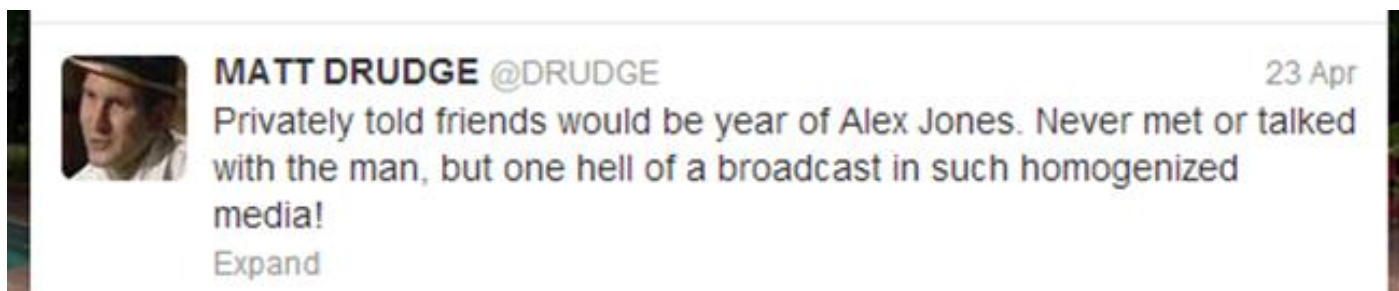 MATT DRUDGE @DRUDGE 23 Apr
Privately told friends would be year of Alex Jones. Never met or talked
with the man, but one hell of a broadcast in such homogenized
media!
Expand